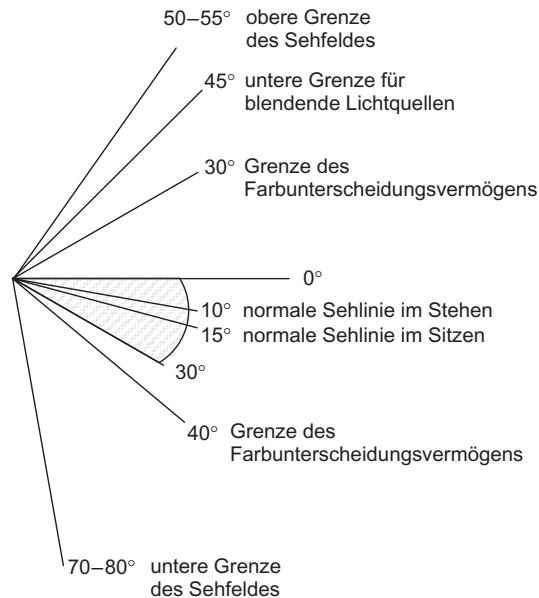 50–55° obere Grenze
des Sehfeldes
45° untere Grenze für
blendende Lichtquellen
30° Grenze des
Farbunterscheidungsvermögens
0°
10° normale Sehlinie im Stehen
15° normale Sehlinie im Sitzen
30°
40° Grenze des
Farbunterscheidungsvermögens
70–80° untere Grenze
des Sehfeldes